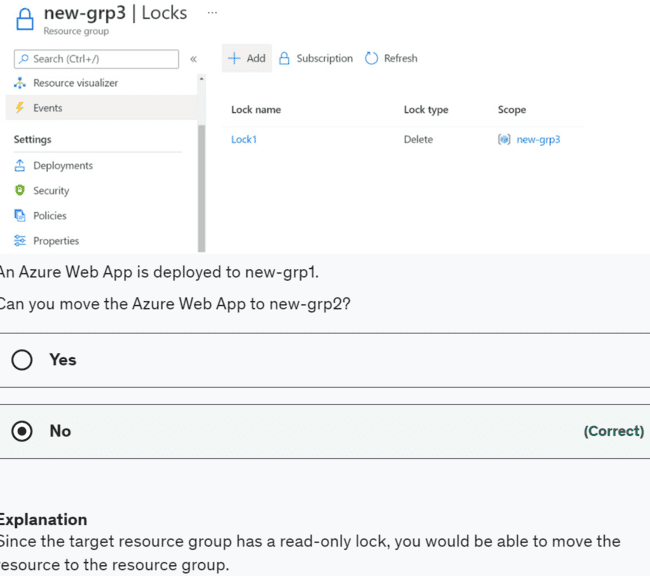 new-grp3 | Locks ...
Resource group
Search (Ctrl+/)
«
+ Add
Subscription
Refresh
Resource visualizer
Events
Settings
Deployments
Security
Policies
Properties
Lock name Lock type Scope
Lock1 Delete new-grp3
An Azure Web App is deployed to new-grp1.
Can you move the Azure Web App to new-grp2?
Yes
No (Correct)
Explanation
Since the target resource group has a read-only lock, you would be able to move the
resource to the resource group.